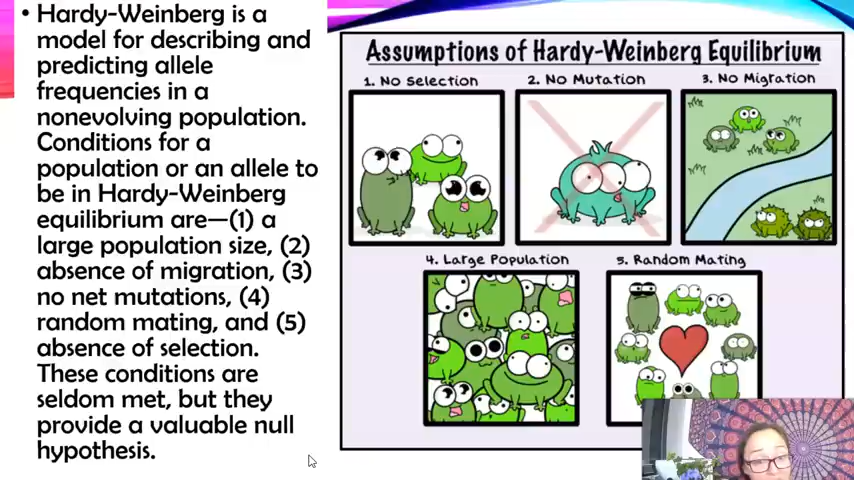 • Hardy-Weinberg is a
model for describing and
predicting allele
frequencies in a
nonevolving population.
Conditions for a
population or an allele to
be in Hardy-Weinberg
equilibrium are—(1) a
large population size, (2)
absence of migration, (3)
no net mutations, (4)
random mating, and (5)
absence of selection.
These conditions are
seldom met, but they
provide a valuable null
hypothesis.
Assumptions of Hardy-Weinberg Equilibrium
1. No Selection
2. No Mutation
3. No Migration
4. Large Population
5. Random Mating